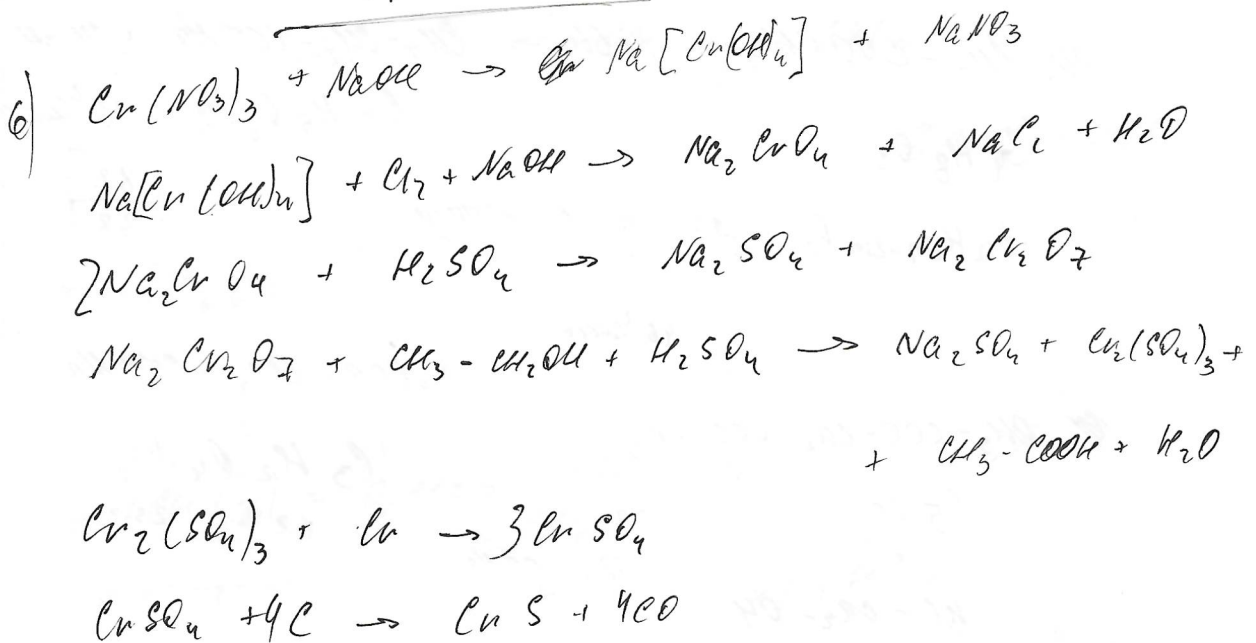 6) Cr(NO₃)₃ + NaOH → Na[Cr(OH)₄] + NaNO₃
Na[Cr(OH)₄] + Cl₂ + NaOH → Na₂CrO₄ + NaCl + H₂O
2Na₂CrO₄ + H₂SO₄ → Na₂SO₄ + Na₂Cr₂O₇
Na₂Cr₂O₇ + CH₃-CH₂OH + H₂SO₄ → Na₂SO₄ + Cr₂(SO₄)₃ +
+ CH₃-COOH + H₂O
Cr₂(SO₄)₃ + Cr → 3CrSO₄
CrSO₄ + 4C → CrS + 4CO